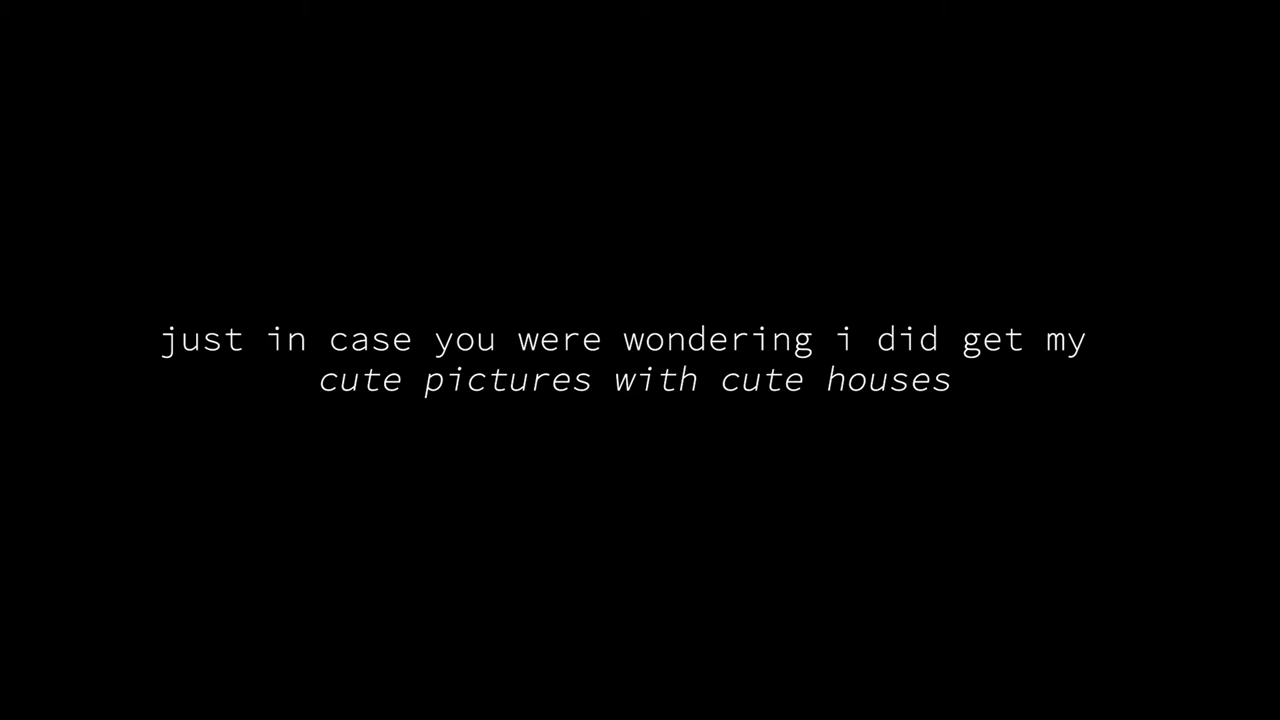 just in case you were wondering i did get my
cute pictures with cute houses